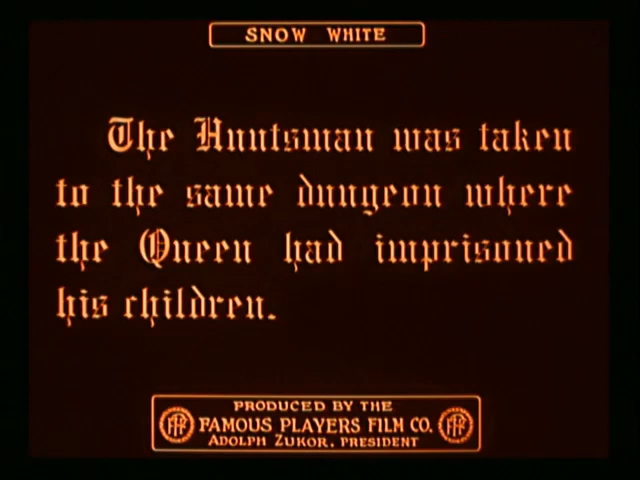 SNOW WHITE
The Huntsman was taken
to the same dungeon where
the Queen had imprisoned
his children.
PRODUCED BY THE
FAMOUS PLAYERS FILM CO.
ADOLPH ZUKOR, PRESIDENT